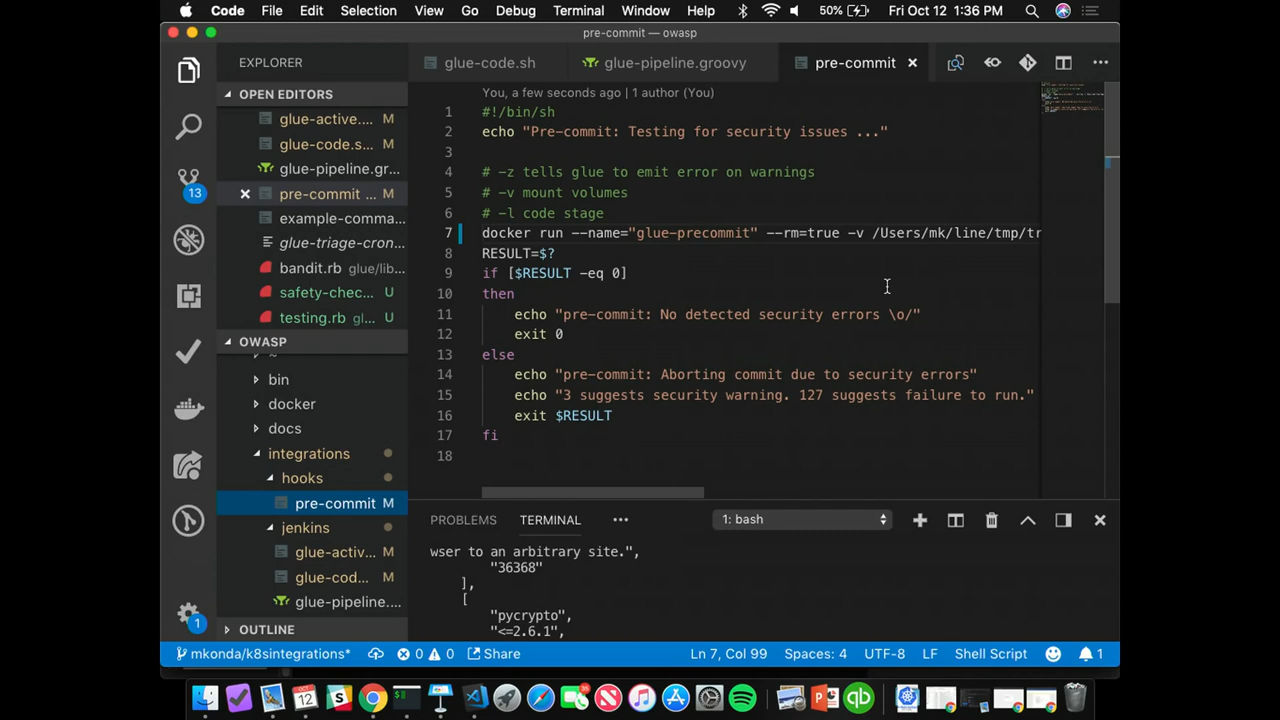 Code File Edit Selection View Go Debug Terminal Window Help 50% Fri Oct 12 1:36 PM
pre-commit — owasp
EXPLORER
OPEN EDITORS
glue-active.... M
glue-code.s... M
glue-pipeline.gr...
pre-commit ... M
example-comma...
glue-triage-cron...
bandit.rb glue/lib...
safety-chec... U
testing.rb gl... U
OWASP
~
bin
docker
docs
integrations
hooks
pre-commit M
jenkins
glue-activ... M
glue-cod... M
glue-pipeline....
OUTLINE
13
1
glue-code.sh glue-pipeline.groovy pre-commit
You, a few seconds ago | 1 author (You)
1 #!/bin/sh
2 echo "Pre-commit: Testing for security issues ..."
3
4 # -z tells glue to emit error on warnings
5 # -v mount volumes
6 # -l code stage
7 docker run --name="glue-precommit" --rm=true -v /Users/mk/line/tmp/tr
8 RESULT=$?
9 if [$RESULT -eq 0]
10 then
11 echo "pre-commit: No detected security errors \o/"
12 exit 0
13 else
14 echo "pre-commit: Aborting commit due to security errors"
15 echo "3 suggests security warning. 127 suggests failure to run."
16 exit $RESULT
17 fi
18
PROBLEMS TERMINAL ••• 1: bash
wser to an arbitrary site.",
"36368"
],
[
"pycrypto",
"<=2.6.1",
mkonda/k8sintegrations* 0 0 Share Ln 7, Col 99 Spaces: 4 UTF-8 LF Shell Script 1